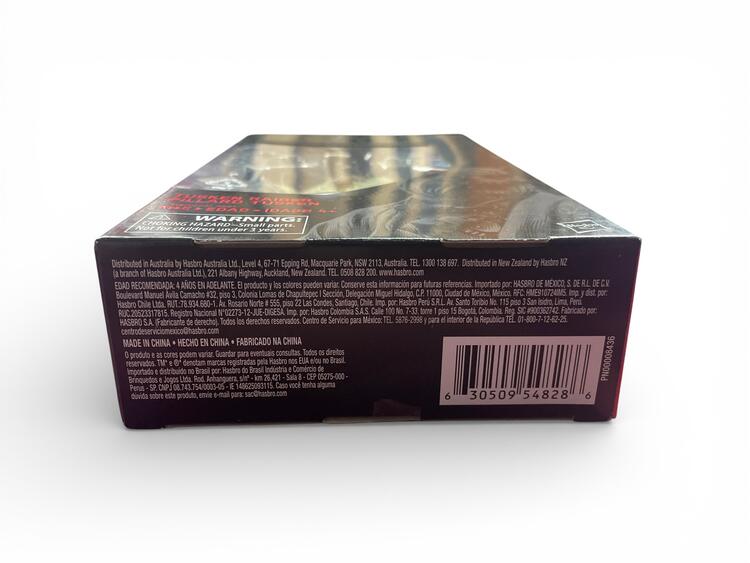 TUSKEN RAIDER
PILLARD TUSKEN
AGES • EDAD • IDADE 4+
WARNING:
CHOKING HAZARD–Small parts.
Not for children under 3 years.
Hasbro
Distributed in Australia by Hasbro Australia Ltd., Level 4, 67-71 Epping Rd, Macquarie Park, NSW 2113, Australia. TEL. 1300 138 697. Distributed in New Zealand by Hasbro NZ
(a branch of Hasbro Australia Ltd.), 221 Albany Highway, Auckland, New Zealand. TEL. 0508 828 200. www.hasbro.com
EDAD RECOMENDADA: 4 AÑOS EN ADELANTE. El producto y los colores pueden variar. Conserve esta información para futuras referencias. Importado por: HASBRO DE MÉXICO, S. DE R.L. DE C.V.
Boulevard Manuel Ávila Camacho #32, piso 3, Colonia Lomas de Chapultepec I Sección, Delegación Miguel Hidalgo, C.P. 11000, Ciudad de México, México. RFC: HME910724IM5. Imp. y dist. por:
Hasbro Chile Ltda, RUT:78.934.680-1. Av. Rosario Norte # 555, piso 22 Las Condes, Santiago, Chile. Imp. por: Hasbro Perú S.R.L. Av. Santo Toribio No. 115 piso 3 San Isidro, Lima, Perú.
RUC.20523317815. Registro Nacional N°02273-12-JUE-DIGESA. Imp. por: Hasbro Colombia S.A.S. Calle 100 No. 7-33, torre 1 piso 15 Bogotá, Colombia. Reg. SIC #900362742. Fabricado por:
HASBRO S.A. (Fabricante de derecho). Todos los derechos reservados. Centro de Servicio para México: TEL. 5876-2998 y para el interior de la República TEL. 01-800-7-12-62-25.
centrodeserviciomexico@hasbro.com
MADE IN CHINA • HECHO EN CHINA • FABRICADO NA CHINA
O produto e as cores podem variar. Guardar para eventuais consultas. Todos os direitos
reservados. TM* e ®* denotam marcas registradas pela Hasbro nos EUA e/ou no Brasil.
Importado e distribuído no Brasil por: Hasbro do Brasil Indústria e Comércio de
Brinquedos e Jogos Ltda. Rod. Anhanguera, s/nº - km 26,421 - Sala 8 - CEP 05275-000 -
Perus - SP. CNPJ 08.743.754/0003-05 - IE 148625093115. Caso você tenha alguma
dúvida sobre este produto, envie e-mail para: sac@hasbro.com
6 30509 54828 6
PN00008436